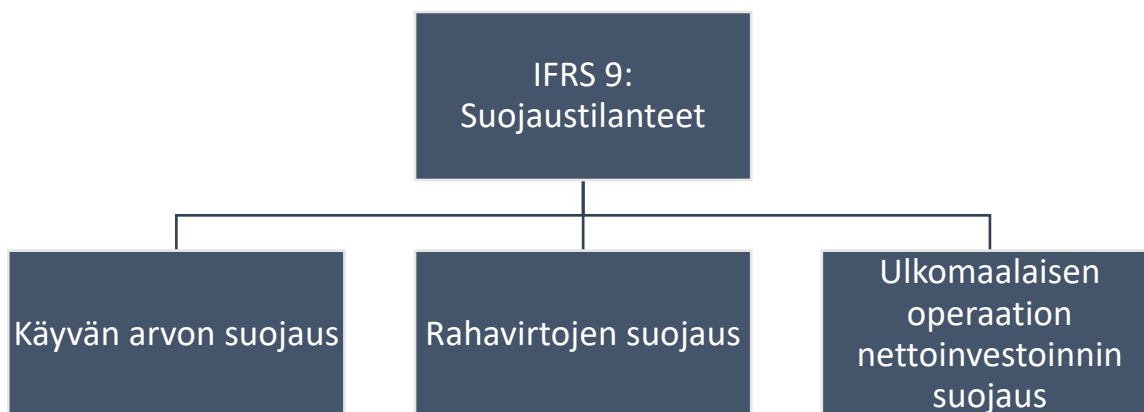 IFRS 9:
Suojaustilanteet
Käyvän arvon suojaus
Rahavirtojen suojaus
Ulkomaalaisen
operaation
nettoinvestoinnin
suojaus